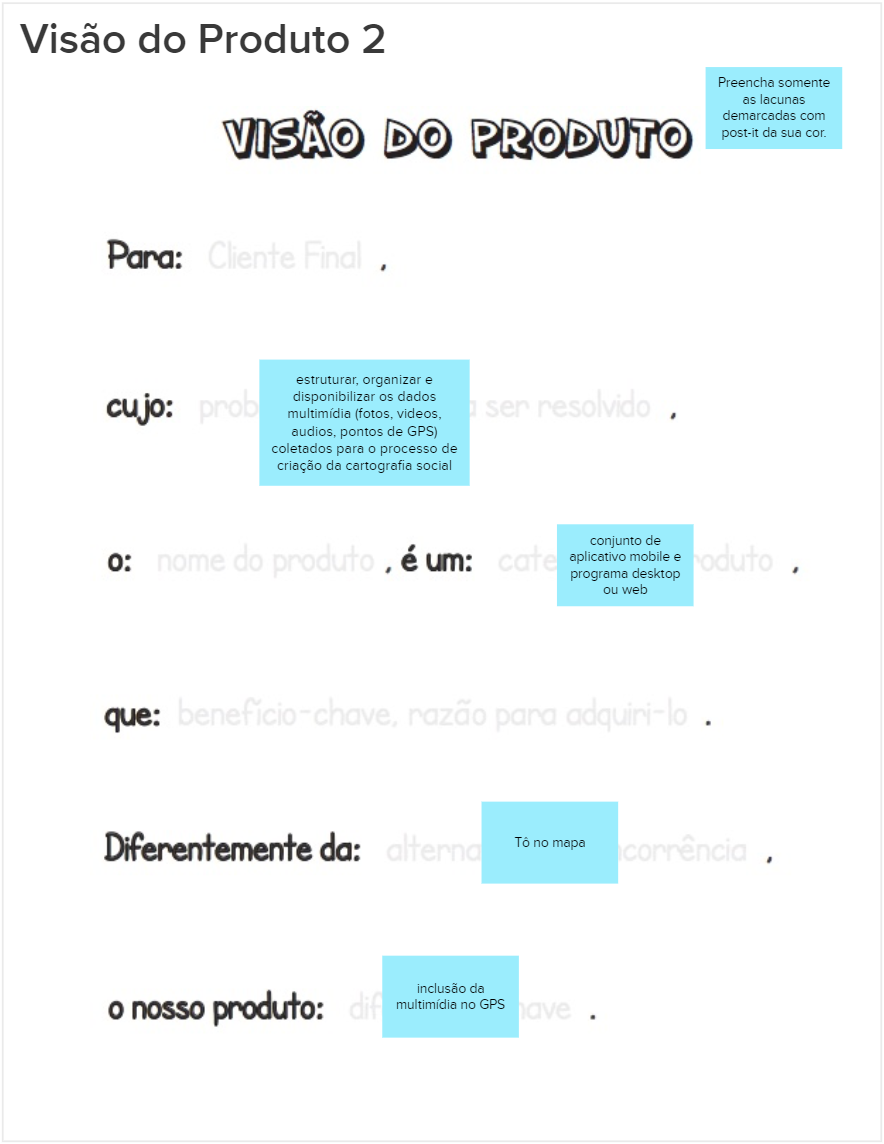 Visão do Produto 2
Preencha somente
as lacunas
demarcadas com
post-it da sua cor.
VISÃO DO PRODUTO
Para: Cliente Final ,
estruturar, organizar e
disponibilizar os dados
multimídia (fotos, videos,
audios, pontos de GPS)
coletados para o processo de
criação da cartografia social
cujo: prob ser resolvido ,
conjunto de
aplicativo mobile e
programa desktop
ou web
o: nome do produto , é um: cate roduto ,
que: benefício-chave, razão para adquiri-lo .
Diferentemente da: alterna Tô no mapa ncorrência ,
inclusão da
multimídia no GPS
o nosso produto: dif have .